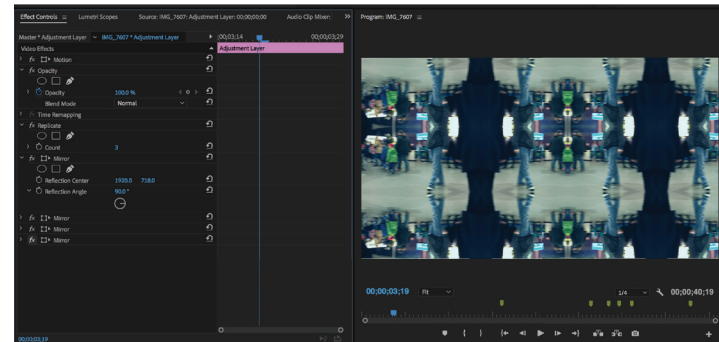 Effect Controls
Lumetri Scopes
Source: IMG_7607: Adjustment Layer: 00;00;00;00
Audio Clip Mixer:
Program: IMG_7607
Master * Adjustment Layer
IMG_7607 * Adjustment Layer
00;03;14
00;00;03;29
Video Effects
Adjustment Layer
fx Motion
fx Opacity
Opacity 100.0 %
Blend Mode Normal
fx Time Remapping
fx Replicate
Count 3
fx Mirror
Reflection Center 1935.0 718.0
Reflection Angle 90.0 °
fx Mirror
fx Mirror
fx Mirror
00;00;03;19
00;00;03;19 Fit 1/4 00;00;40;19